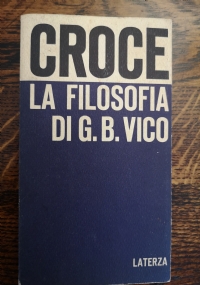 CROCE
LA FILOSOFIA
DI G. B. VICO
LATERZA